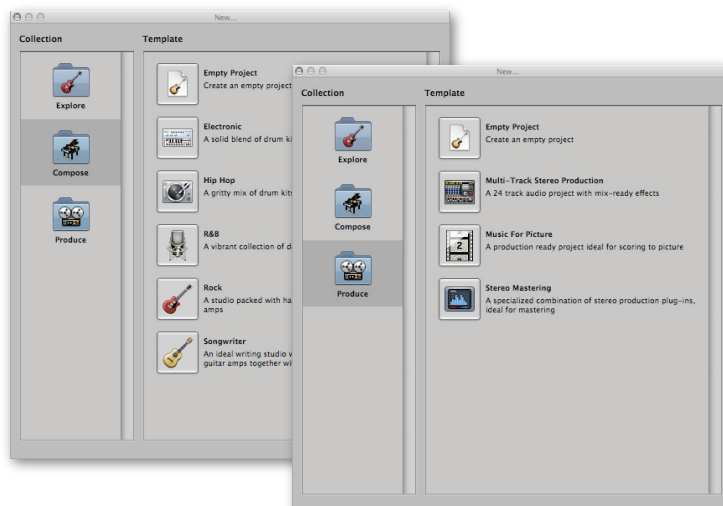 New...
Collection
Template
Explore
Compose
Produce
Empty Project
Create an empty project
Electronic
A solid blend of drum
Hip Hop
A gritty mix of drum kits
R&B
A vibrant collection of
Rock
A studio packed with
amps
Songwriter
An ideal writing studio
guitar amps together
New...
Collection
Template
Explore
Compose
Produce
Empty Project
Create an empty project
Multi-Track Stereo Production
A 24 track audio project with mix-ready effects
Music For Picture
A production ready project ideal for scoring to picture
2
Stereo Mastering
A specialized combination of stereo production plug-ins,
ideal for mastering